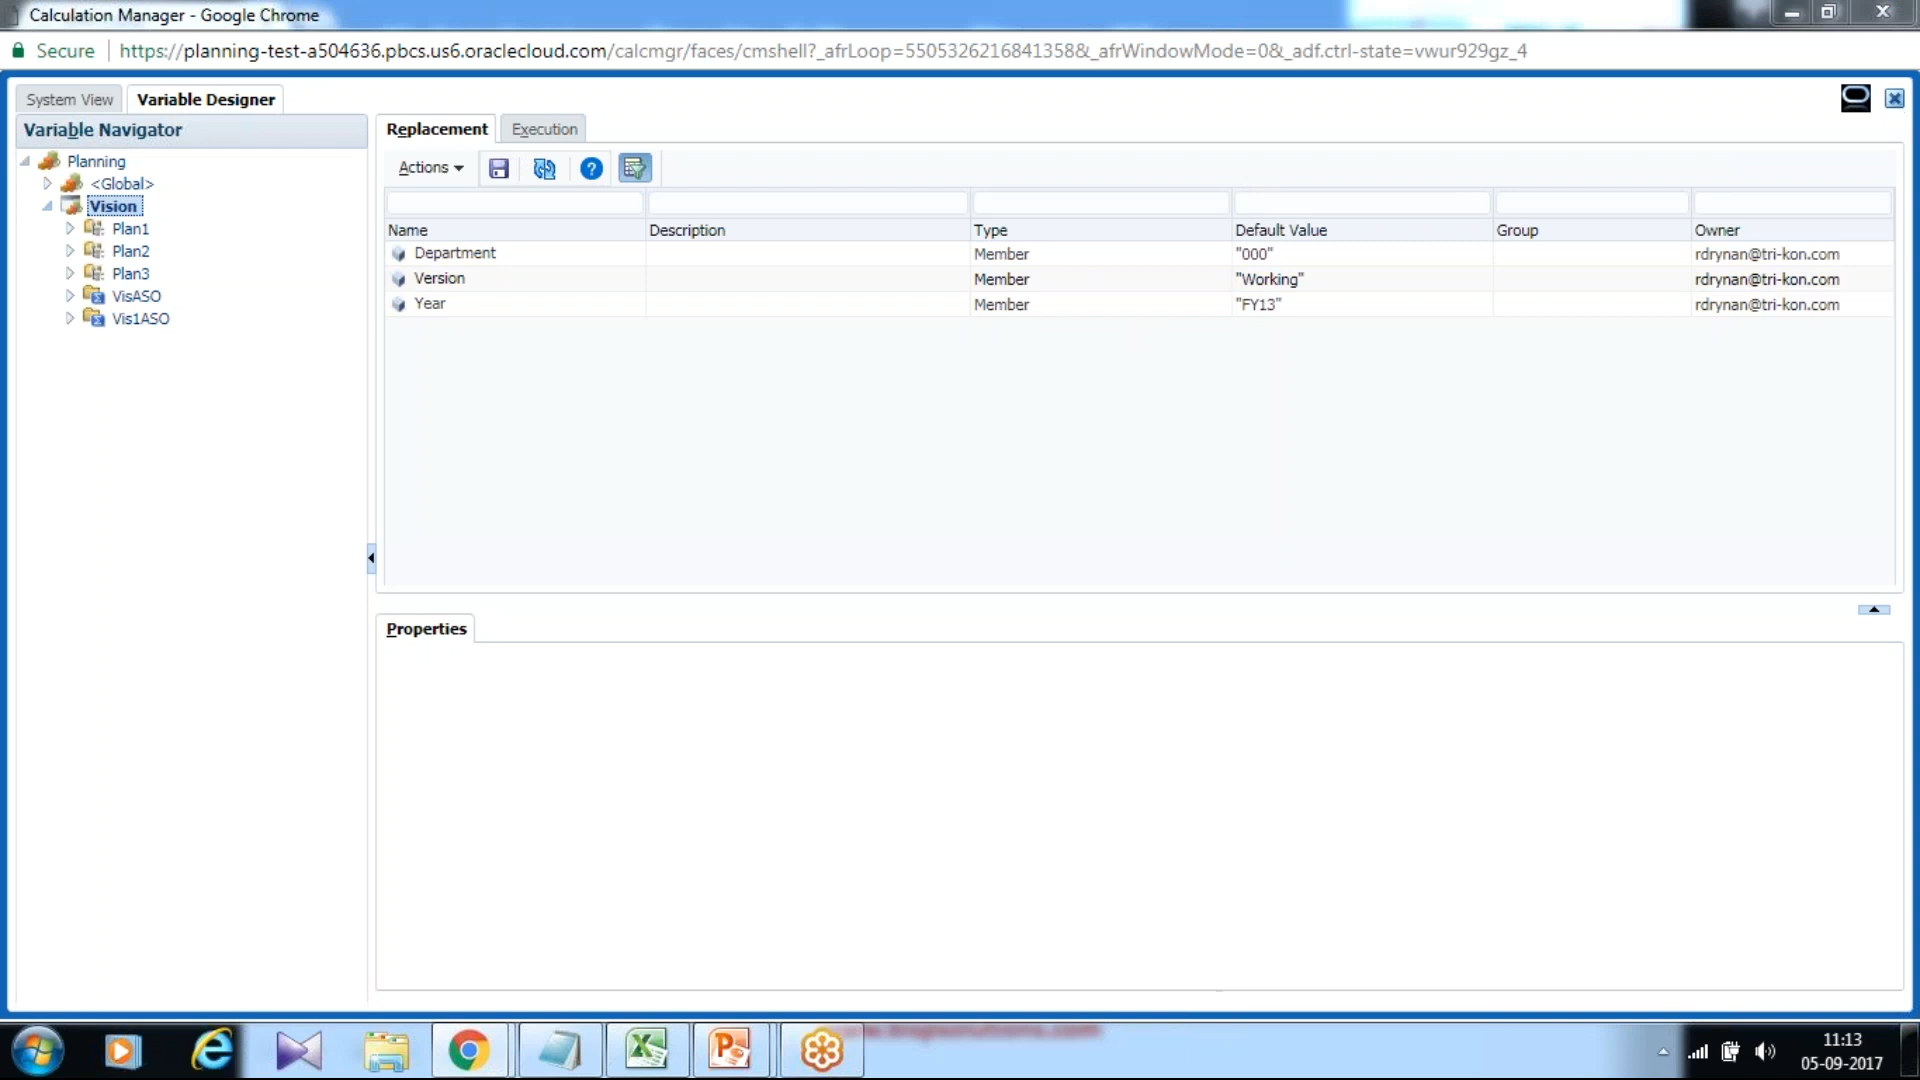 Calculation Manager - Google Chrome
Secure https://planning-test-a504636.pbcs.us6.oraclecloud.com/calcmgr/faces/cmshell?_afrLoop=5505326216841358&_afrWindowMode=0&_adf.ctrl-state=vwur929gz_4
System View Variable Designer
Variable Navigator
Planning
<Global>
Vision
Plan1
Plan2
Plan3
VisASO
Vis1ASO
Replacement Execution
Actions
Name Description Type Default Value Group Owner
Department Member "000" rdrynan@tri-kon.com
Version Member "Working" rdrynan@tri-kon.com
Year Member "FY13" rdrynan@tri-kon.com
Properties
11:13
05-09-2017